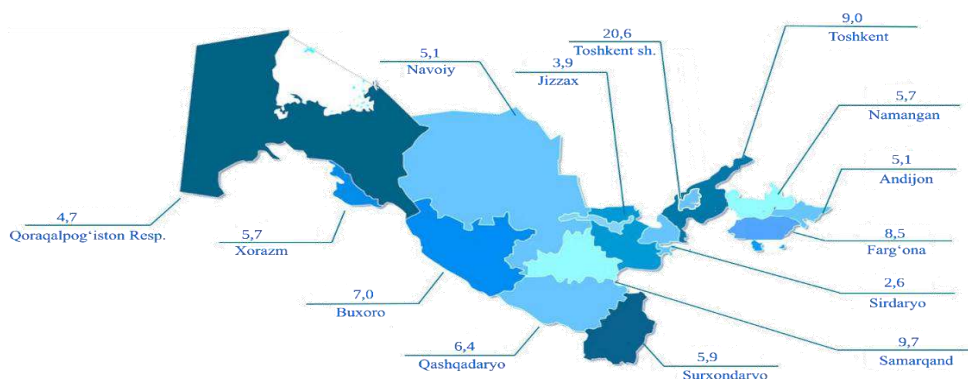 9,0
Toshkent
20,6
Toshkent sh.
5,1
Navoiy
3,9
Jizzax
5,7
Namangan
5,1
Andijon
4,7
Qoraqalpog‘iston Resp.
5,7
Xorazm
8,5
Farg‘ona
7,0
Buxoro
2,6
Sirdaryo
6,4
Qashqadaryo
5,9
Surxondaryo
9,7
Samarqand